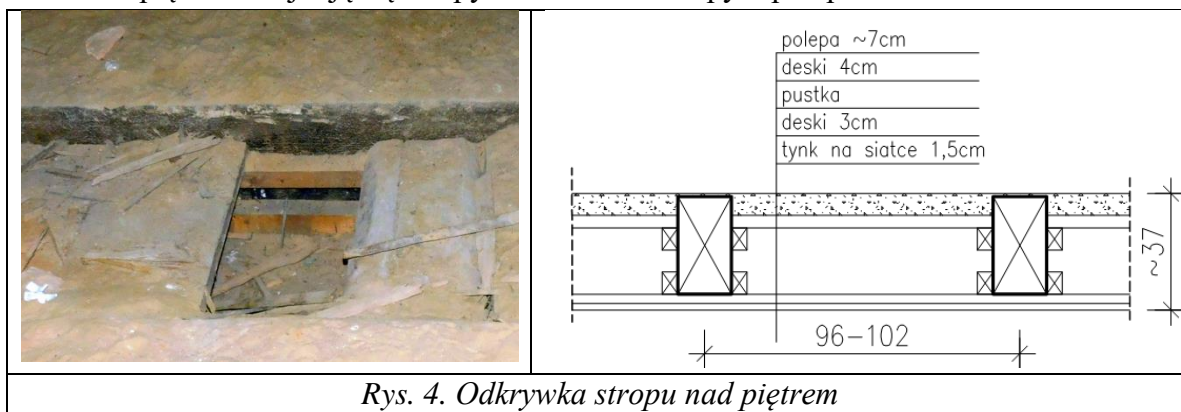 polepa ~7cm
deski 4cm
pustka
deski 3cm
tynk na siatce 1,5cm
~37
96-102
Rys. 4. Odkrywka stropu nad piętrem